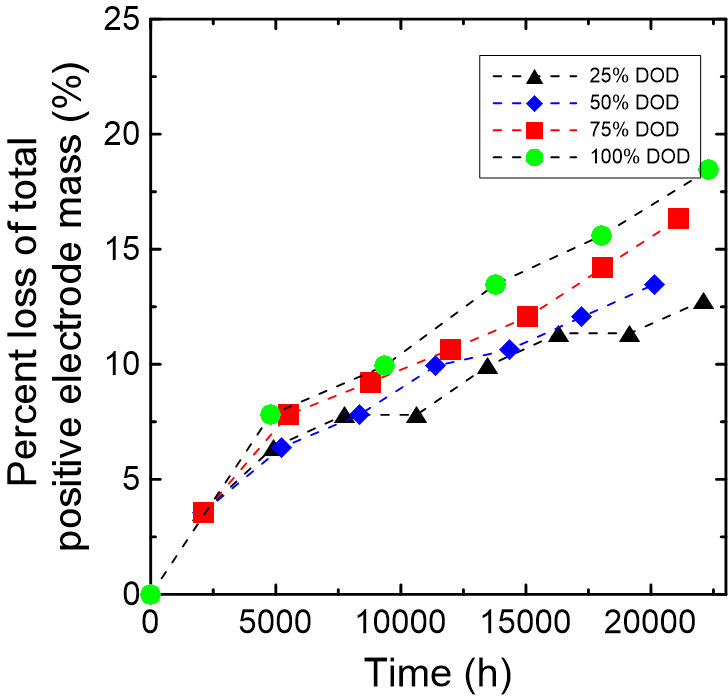 25
20
15
10
5
0
0
5000
10000
15000
20000
Percent loss of total
positive electrode mass (%)
Time (h)
25% DOD
50% DOD
75% DOD
100% DOD